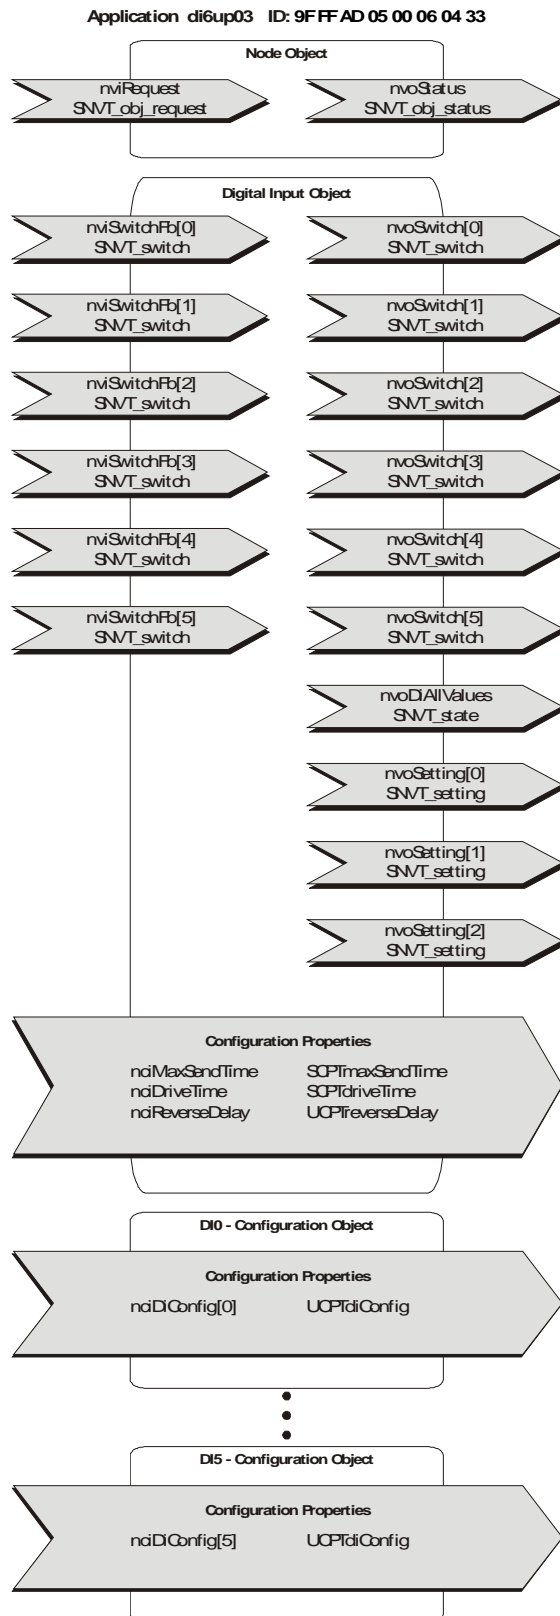 Application di6up03 ID: 9F FF AD 05 00 06 04 33
Node Object
nviRequest
SNVT_obj_request
nvoStatus
SNVT_obj_status
Digital Input Object
nviSwitchFb[0]
SNVT_switch
nvoSwitch[0]
SNVT_switch
nviSwitchFb[1]
SNVT_switch
nvoSwitch[1]
SNVT_switch
nviSwitchFb[2]
SNVT_switch
nvoSwitch[2]
SNVT_switch
nviSwitchFb[3]
SNVT_switch
nvoSwitch[3]
SNVT_switch
nviSwitchFb[4]
SNVT_switch
nvoSwitch[4]
SNVT_switch
nviSwitchFb[5]
SNVT_switch
nvoSwitch[5]
SNVT_switch
nvoDiAllValues
SNVT_state
nvoSetting[0]
SNVT_setting
nvoSetting[1]
SNVT_setting
nvoSetting[2]
SNVT_setting
Configuration Properties
nciMaxSendTime SCPTmaxSendTime
nciDriveTime SCPTdriveTime
nciReverseDelay UCPTreverseDelay
DI0 - Configuration Object
Configuration Properties
nciDiConfig[0] UCPTdiConfig
DI5 - Configuration Object
Configuration Properties
nciDiConfig[5] UCPTdiConfig